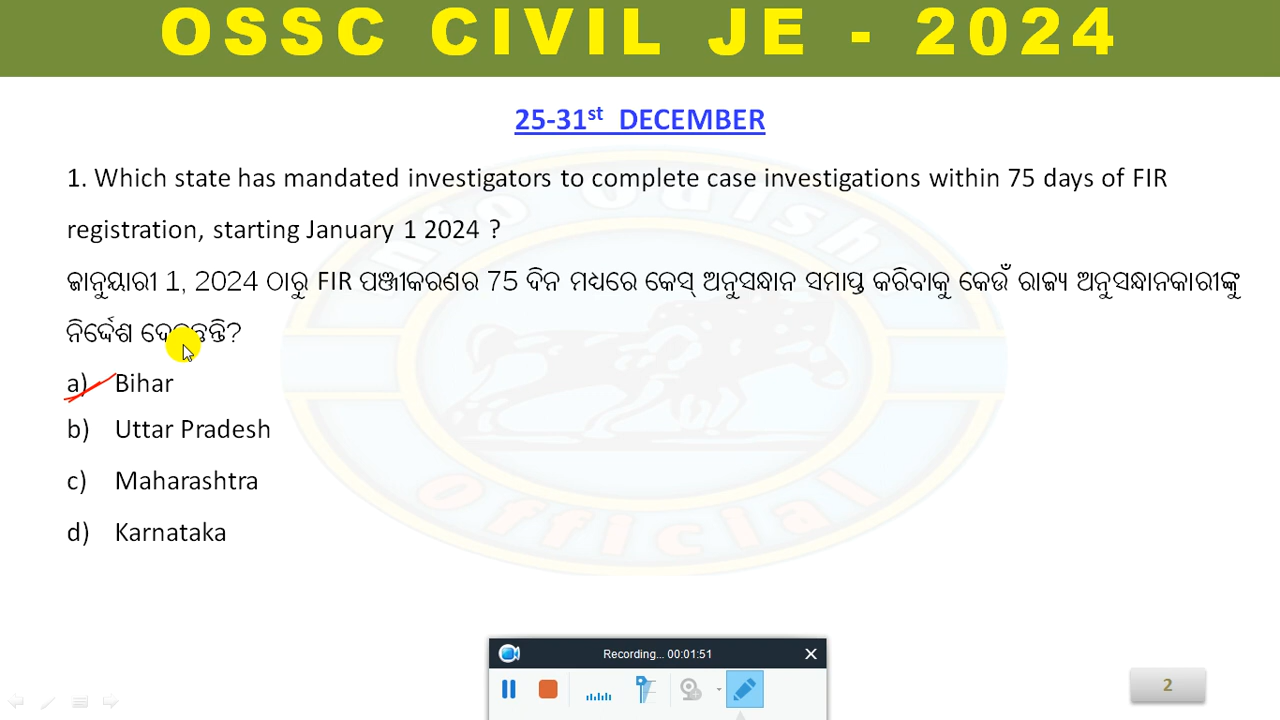 OSSC CIVIL JE - 2024
25-31st DECEMBER
1. Which state has mandated investigators to complete case investigations within 75 days of FIR
registration, starting January 1 2024 ?
ଜାନୁୟାରୀ 1, 2024 ଠାରୁ FIR ପଞ୍ଜୀକରଣର 75 ଦିନ ମଧ୍ୟରେ କେସ୍ ଅନୁସନ୍ଧାନ ସମାପ୍ତ କରିବାକୁ କେଉଁ ରାଜ୍ୟ ଅନୁସନ୍ଧାନକାରୀଙ୍କୁ
ନିର୍ଦ୍ଦେଶ
a) Bihar
b) Uttar Pradesh
c) Maharashtra
d) Karnataka
Official
Recording... 00:01:51
2